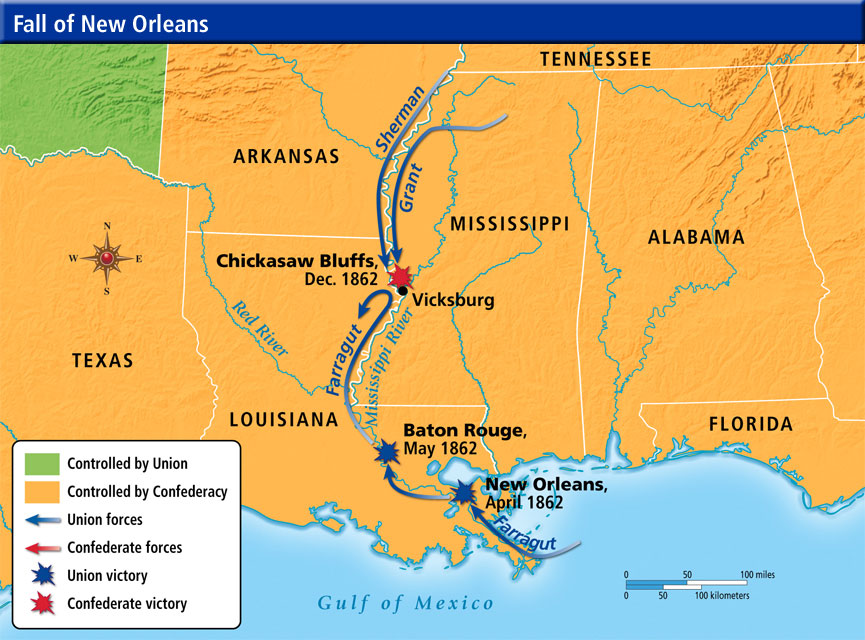 Fall of New Orleans
TENNESSEE
Sherman
ARKANSAS
Grant
MISSISSIPPI
ALABAMA
N
W E
S
Chickasaw Bluffs,
Dec. 1862
Vicksburg
Red River
Farragut
Mississippi River
TEXAS
LOUISIANA
Baton Rouge,
May 1862
FLORIDA
New Orleans,
April 1862
Farragut
Controlled by Union
Controlled by Confederacy
Union forces
Confederate forces
Union victory
Confederate victory
0 50 100 miles
0 50 100 kilometers
Gulf of Mexico